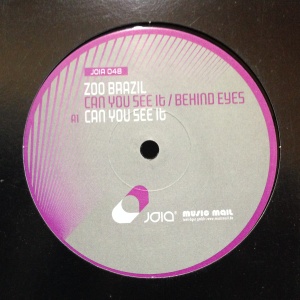 JOIA 048
ZOO BRAZIL
CAN YOU SEE It / BEHIND EYES
A1 CAN YOU SEE It
JOIA
MUSIC MAIL